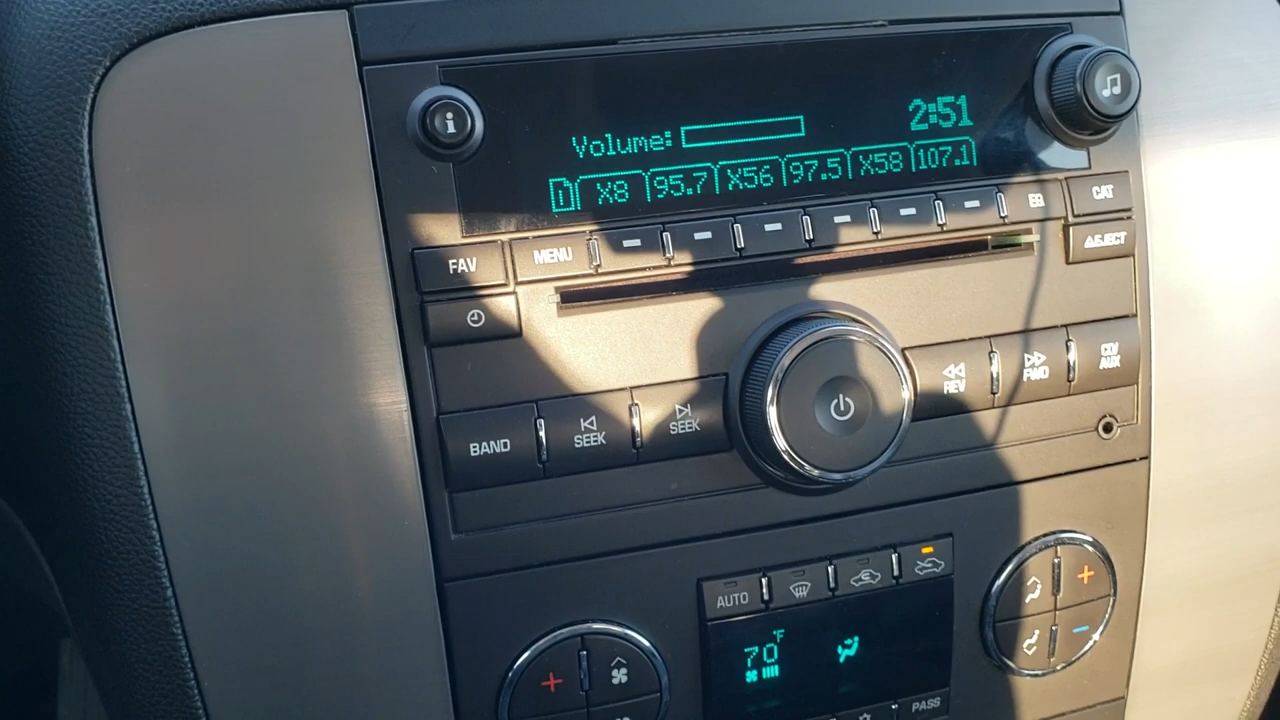 2:51
Volume:
1 X8 95.7 X56 97.5 X58 107.1
FAV MENU EQ CAT
EJECT
BAND SEEK SEEK REV FWD CD/
AUX
AUTO
70°F
PASS